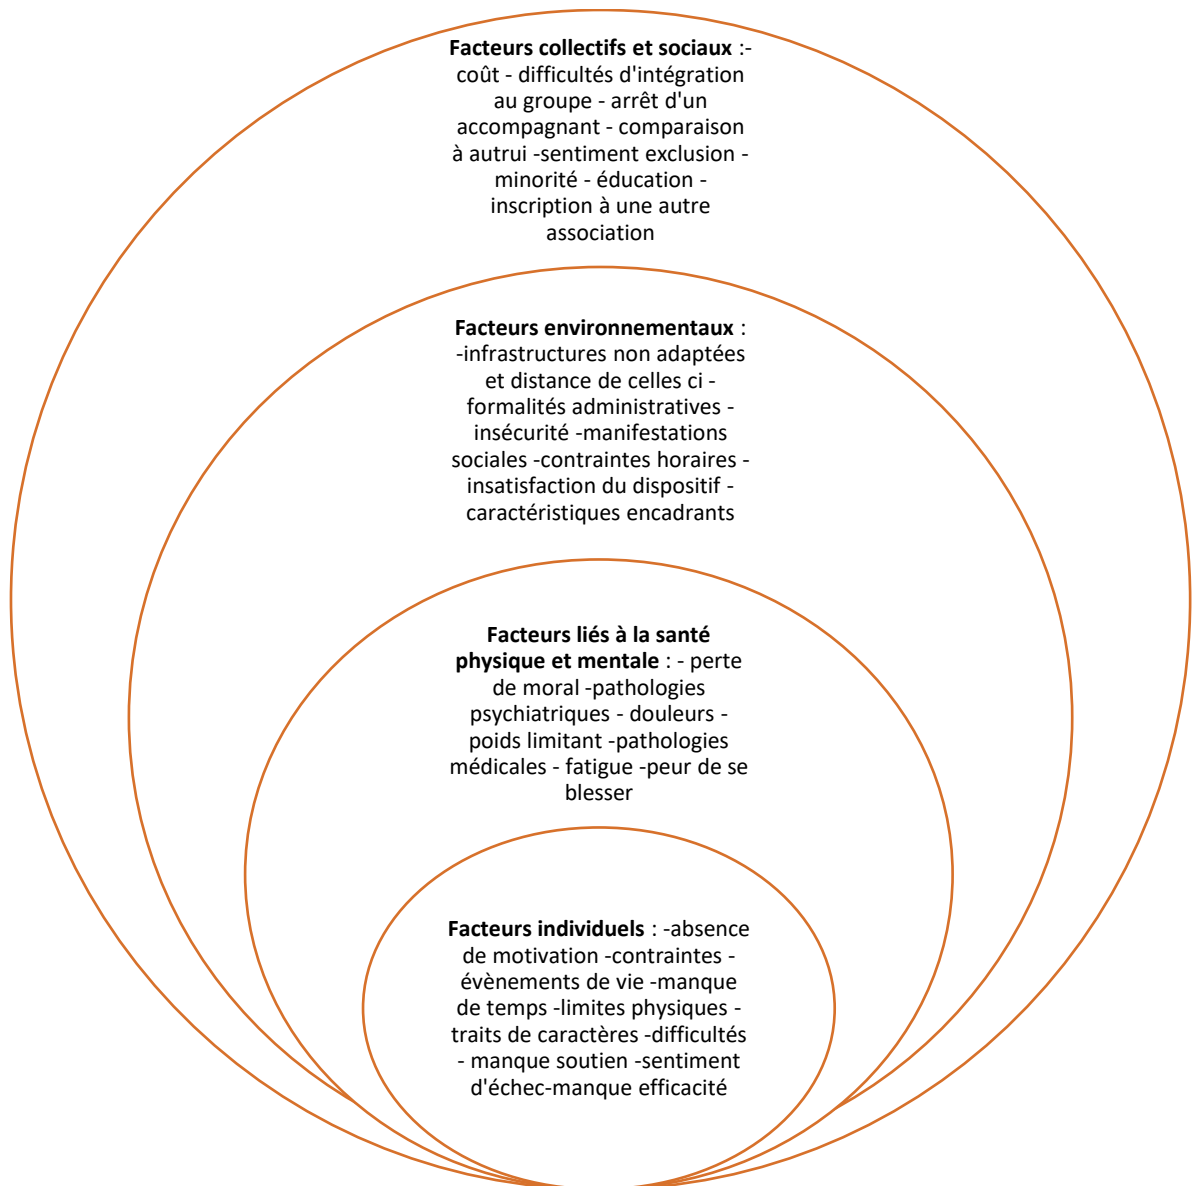 Facteurs collectifs et sociaux :-
coût - difficultés d'intégration
au groupe - arrêt d'un
accompagnant - comparaison
à autrui -sentiment exclusion -
minorité - éducation -
inscription à une autre
association
Facteurs environnementaux :
-infrastructures non adaptées
et distance de celles ci -
formalités administratives -
insécurité -manifestations
sociales -contraintes horaires -
insatisfaction du dispositif -
caractéristiques encadrants
Facteurs liés à la santé
physique et mentale : - perte
de moral -pathologies
psychiatriques - douleurs -
poids limitant -pathologies
médicales - fatigue -peur de se
blesser
Facteurs individuels : -absence
de motivation -contraintes -
évènements de vie -manque
de temps -limites physiques -
traits de caractères -difficultés
- manque soutien -sentiment
d'échec-manque efficacité